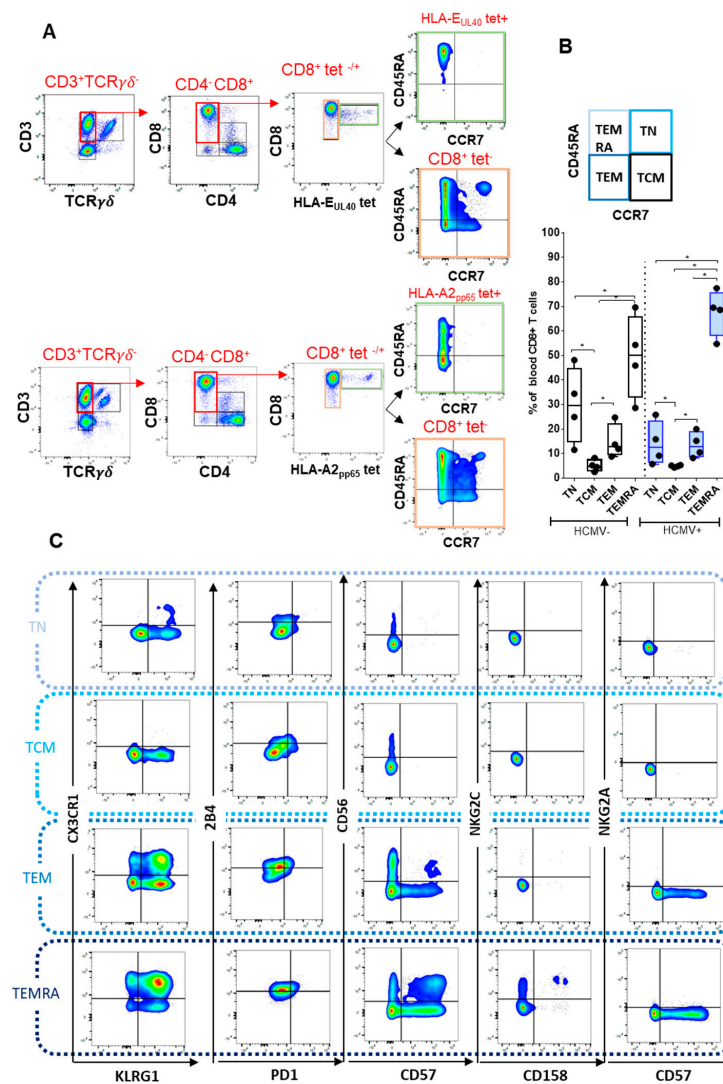 A
CD3⁺TCRγδ⁻
CD4⁻CD8⁺
CD8⁺ tet ⁻/⁺
HLA-E_UL40 tet+
CD3
TCRγδ
CD8
CD4
CD8
HLA-E_UL40 tet
CD45RA
CCR7
CD8⁺ tet⁻
CD45RA
CCR7
CD3⁺TCRγδ⁻
CD4⁻CD8⁺
CD8⁺ tet ⁻/⁺
HLA-A2_pp65 tet+
CD3
TCRγδ
CD8
CD4
CD8
HLA-A2_pp65 tet
CD45RA
CCR7
CD8⁺ tet⁻
CD45RA
CCR7
B
CD45RA
TEM
RA
TN
TEM
TCM
CCR7
% of blood CD8+ T cells
100
90
80
70
60
50
40
30
20
10
0
* * * * * * * *
TN TCM TEM TEMRA TN TCM TEM TEMRA
HCMV- HCMV+
C
TN
TCM
TEM
TEMRA
CX3CR1
2B4
CD56
NKG2C
NKG2A
KLRG1
PD1
CD57
CD158
CD57